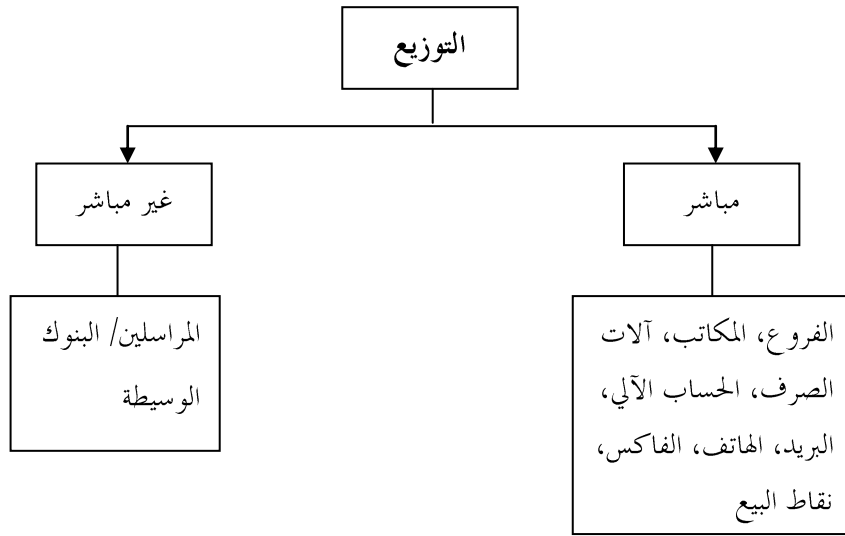 التوزيع
مباشر
غير مباشر
الفروع، المكاتب، آلات
الصرف، الحساب الآلي،
البريد، الهاتف، الفاكس،
نقاط البيع
المراسلين/ البنوك
الوسيطة